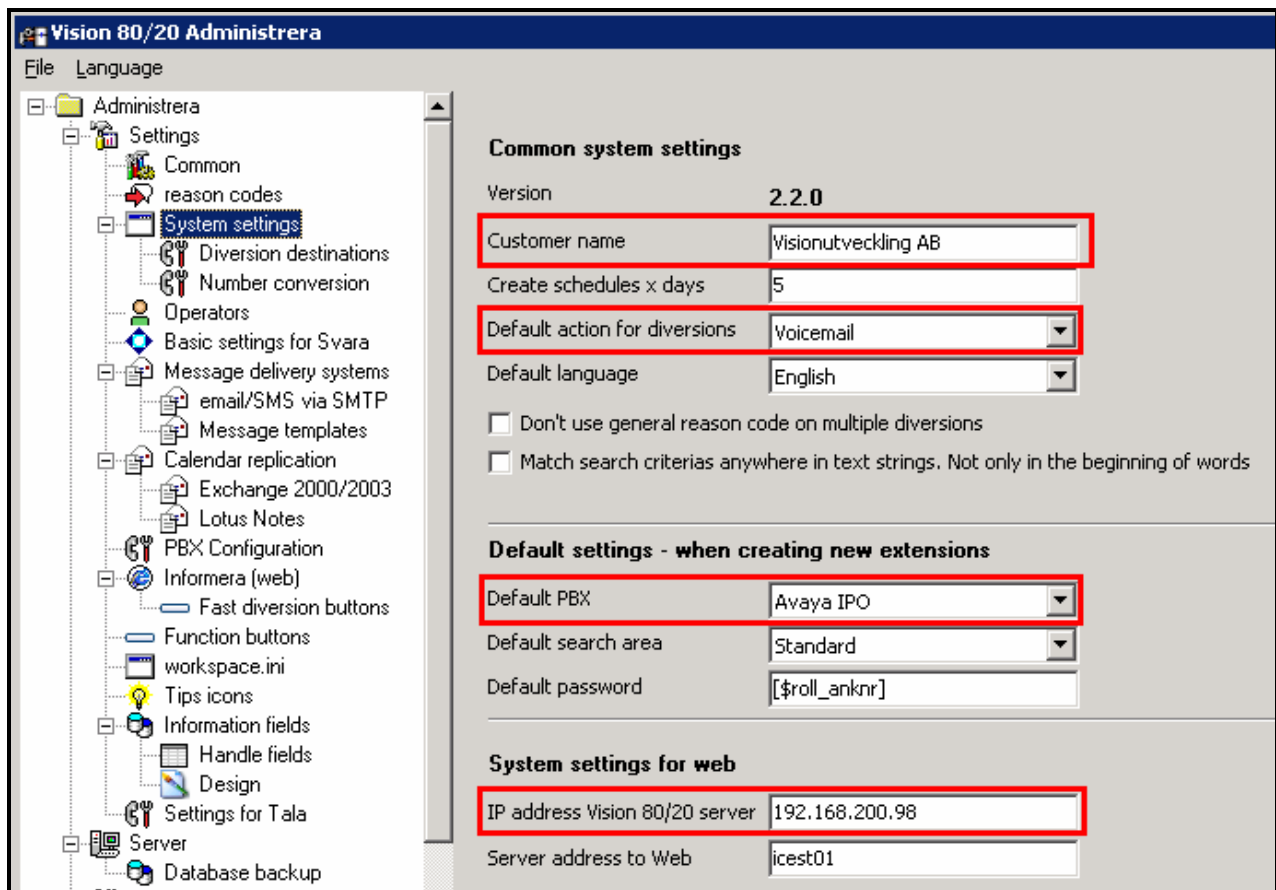 Vision 80/20 Administrera
File Language
Administrera
Settings
Common
reason codes
System settings
Diversion destinations
Number conversion
Operators
Basic settings for Svara
Message delivery systems
email/SMS via SMTP
Message templates
Calendar replication
Exchange 2000/2003
Lotus Notes
PBX Configuration
Informera (web)
Fast diversion buttons
Function buttons
workspace.ini
Tips icons
Information fields
Handle fields
Design
Settings for Tala
Server
Database backup
Common system settings
Version 2.2.0
Customer name Visionutveckling AB
Create schedules x days 5
Default action for diversions Voicemail
Default language English
Don't use general reason code on multiple diversions
Match search criterias anywhere in text strings. Not only in the beginning of words
Default settings - when creating new extensions
Default PBX Avaya IPO
Default search area Standard
Default password [$roll_anknr]
System settings for web
IP address Vision 80/20 server 192.168.200.98
Server address to Web icest01